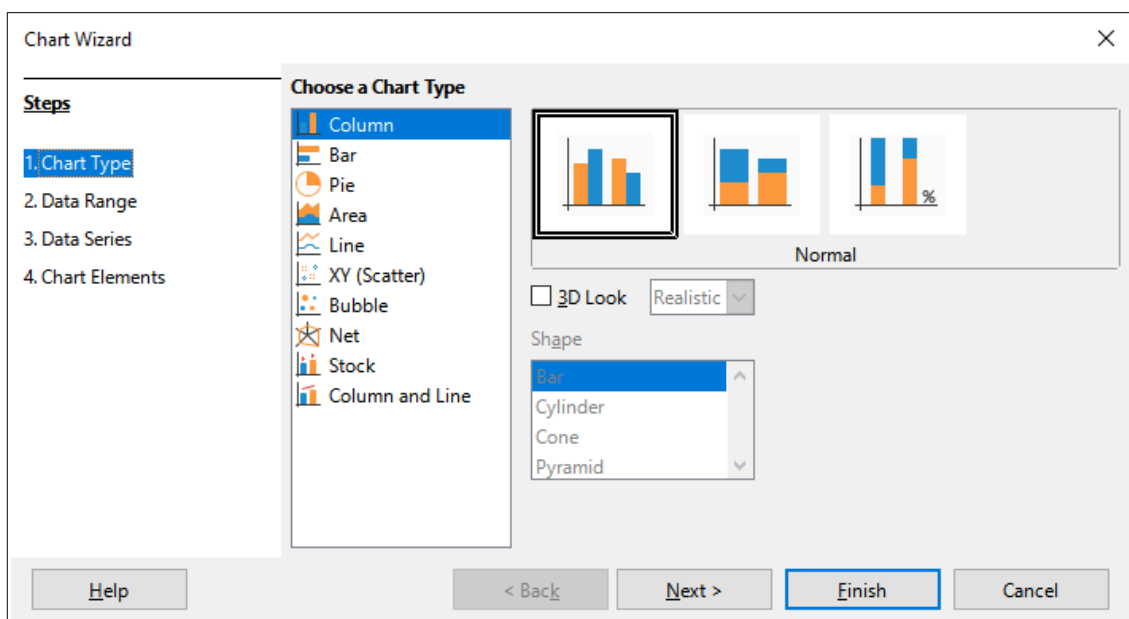 Chart Wizard
Steps
1. Chart Type
2. Data Range
3. Data Series
4. Chart Elements
Choose a Chart Type
Column
Bar
Pie
Area
Line
XY (Scatter)
Bubble
Net
Stock
Column and Line
%
Normal
3D Look Realistic
Shape
Bar
Cylinder
Cone
Pyramid
Help < Back Next > Finish Cancel